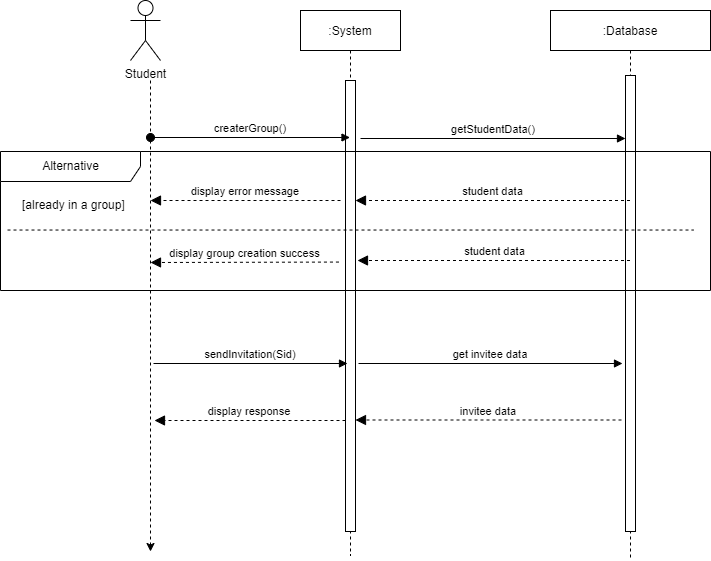 :System
:Database
Student
createrGroup()
getStudentData()
Alternative
display error message
student data
[already in a group]
display group creation success
student data
sendInvitation(Sid)
get invitee data
display response
invitee data